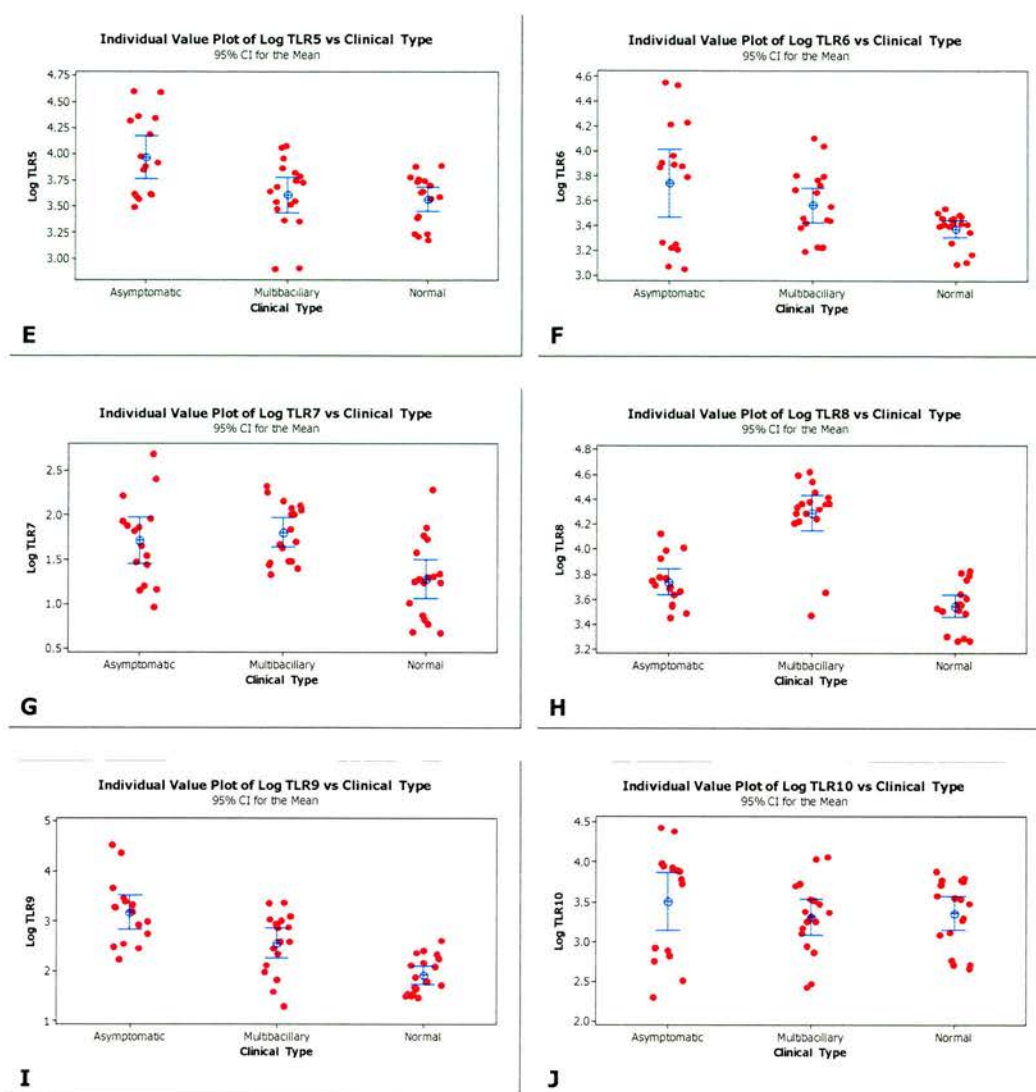 Individual Value Plot of Log TLR5 vs Clinical Type
95% CI for the Mean
4.75
4.50
4.25
4.00
3.75
3.50
3.25
3.00
Log TLR5
Asymptomatic Multibacillary Normal
Clinical Type
E
Individual Value Plot of Log TLR6 vs Clinical Type
95% CI for the Mean
4.6
4.4
4.2
4.0
3.8
3.6
3.4
3.2
3.0
Log TLR6
Asymptomatic Multibacillary Normal
Clinical Type
F
Individual Value Plot of Log TLR7 vs Clinical Type
95% CI for the Mean
2.5
2.0
1.5
1.0
0.5
Log TLR7
Asymptomatic Multibacillary Normal
Clinical Type
G
Individual Value Plot of Log TLR8 vs Clinical Type
95% CI for the Mean
4.8
4.6
4.4
4.2
4.0
3.8
3.6
3.4
3.2
Log TLR8
Asymptomatic Multibacillary Normal
Clinical Type
H
Individual Value Plot of Log TLR9 vs Clinical Type
95% CI for the Mean
5
4
3
2
1
Log TLR9
Asymptomatic Multibacillary Normal
Clinical Type
I
Individual Value Plot of Log TLR10 vs Clinical Type
95% CI for the Mean
4.5
4.0
3.5
3.0
2.5
2.0
Log TLR10
Asymptomatic Multibacillary Normal
Clinical Type
J